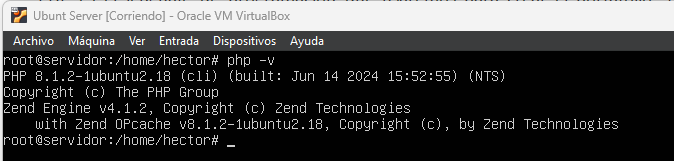 Ubunt Server [Corriendo] - Oracle VM VirtualBox
Archivo Máquina Ver Entrada Dispositivos Ayuda
root@servidor:/home/hector# php -v
PHP 8.1.2-1ubuntu2.18 (cli) (built: Jun 14 2024 15:52:55) (NTS)
Copyright (c) The PHP Group
Zend Engine v4.1.2, Copyright (c) Zend Technologies
    with Zend OPcache v8.1.2-1ubuntu2.18, Copyright (c), by Zend Technologies
root@servidor:/home/hector# _